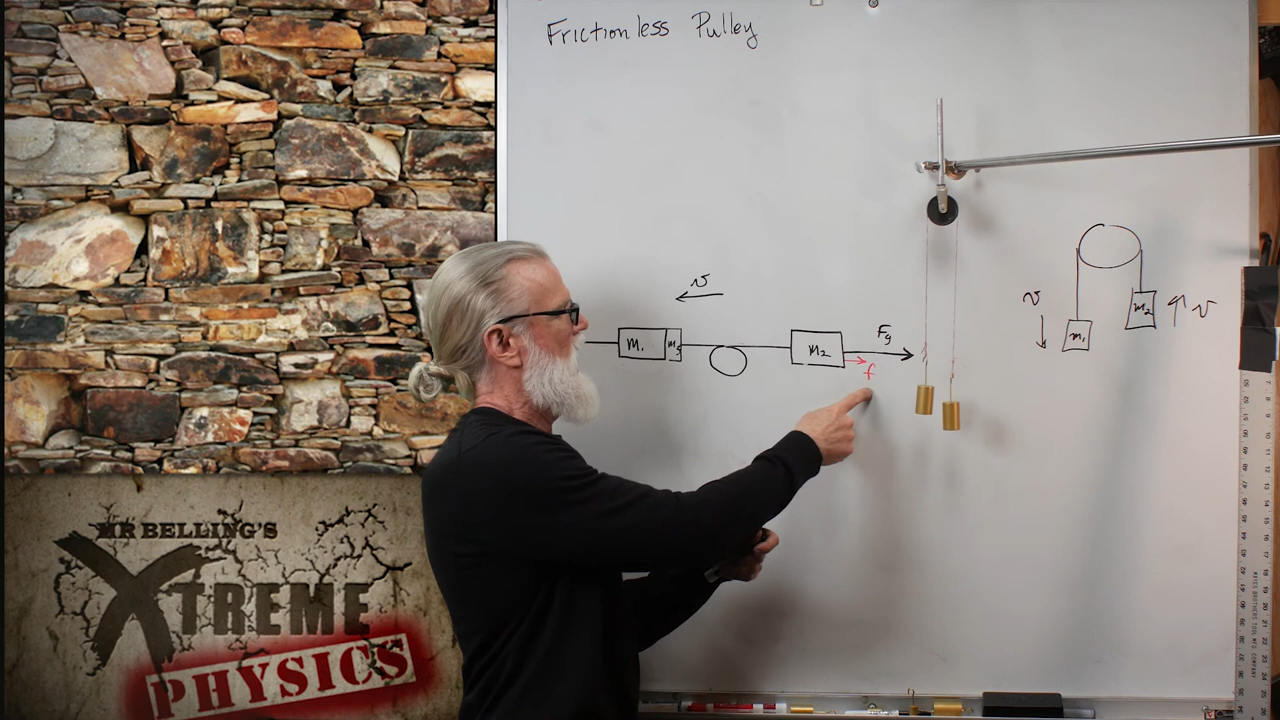 Frictionless Pulley
v
m₁
m₃
m₂
Fg
f
v
m₁
m₂
v
MR BELLING'S
XTREME
PHYSICS